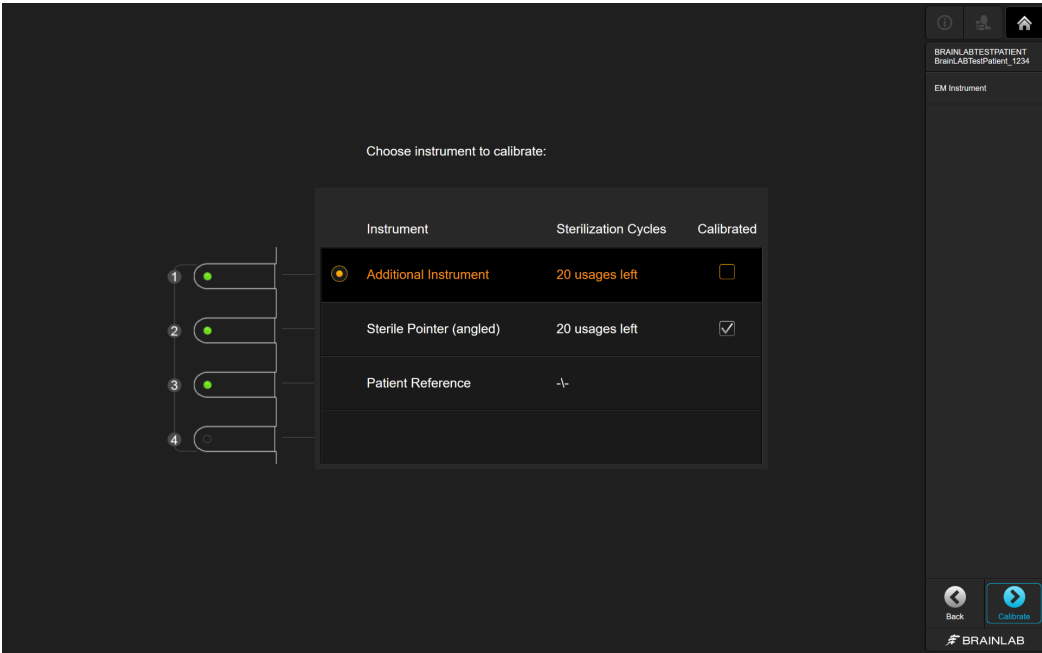 BRAINLABTESTPATIENT
BrainLABTestPatient_1234
EM Instrument
Choose instrument to calibrate:
Instrument Sterilization Cycles Calibrated
1 Additional Instrument 20 usages left
2 Sterile Pointer (angled) 20 usages left
3 Patient Reference -\-
4
Back Calibrate
BRAINLAB